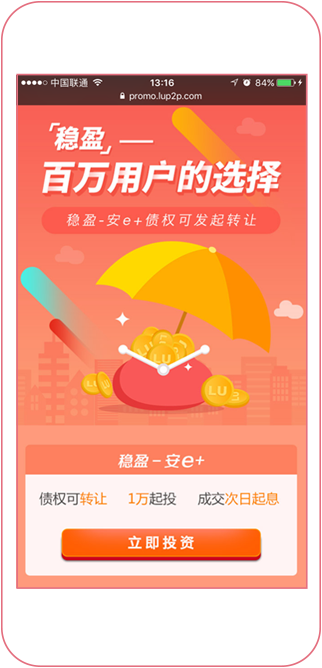 中国联通 13:16 84%
promo.lup2p.com
「稳盈」—
百万用户的选择
稳盈-安e+债权可发起转让
LU
LU
LU
稳盈-安e+
债权可转让 1万起投 成交次日起息
立即投资